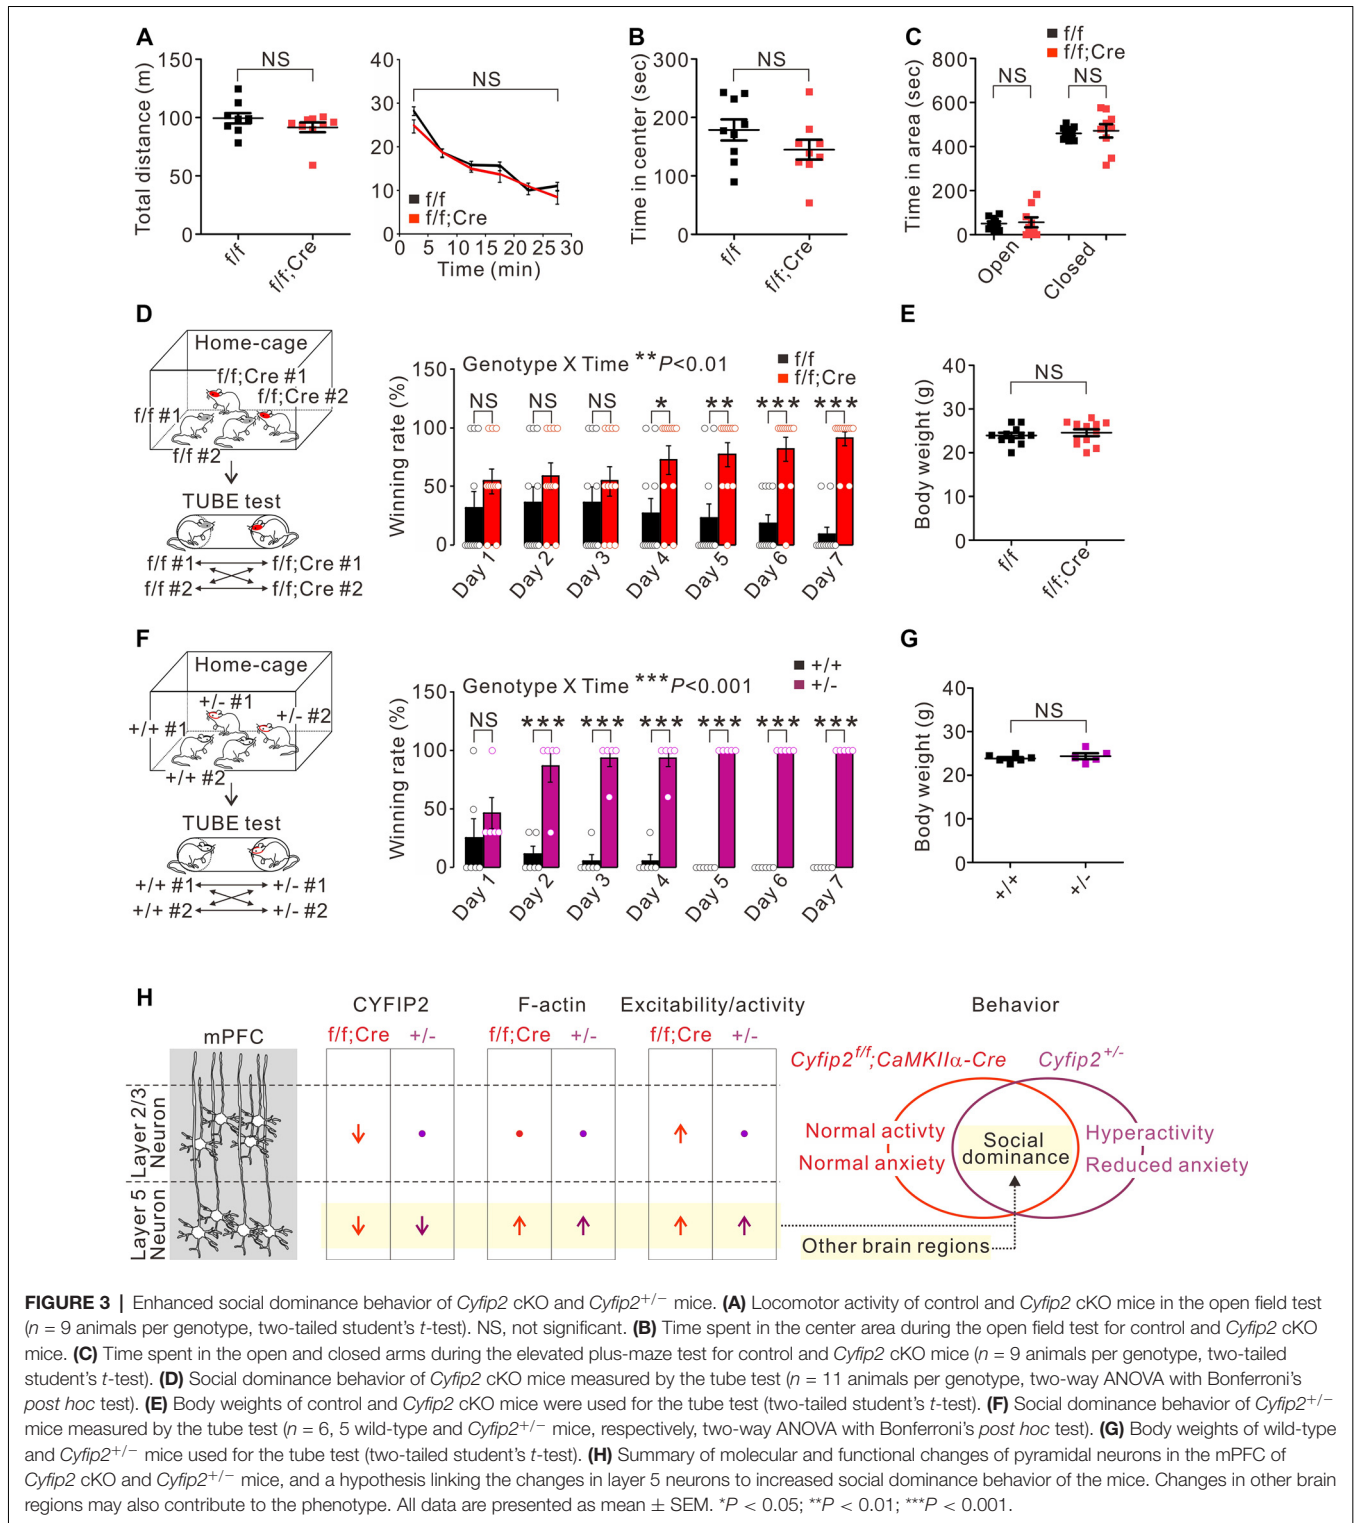 A
Total distance (m)
150
100
50
0
NS
f/f
f/f;Cre
40
30
20
10
0
NS
f/f
f/f;Cre
0 5 10 15 20 25 30
Time (min)
B
Time in center (sec)
300
200
100
0
NS
f/f
f/f;Cre
C
f/f
f/f;Cre
Time in area (sec)
800
600
400
200
0
NS
NS
Open
Closed
D
Home-cage
f/f;Cre #1
f/f;Cre #2
f/f #1
f/f #2
TUBE test
f/f #1
f/f;Cre #1
f/f #2
f/f;Cre #2
Winning rate (%)
150
100
50
0
Genotype X Time **P<0.01
f/f
f/f;Cre
NS NS NS * ** *** ***
Day 1 Day 2 Day 3 Day 4 Day 5 Day 6 Day 7
E
Body weight (g)
40
30
20
10
0
NS
f/f
f/f;Cre
F
Home-cage
+/- #1
+/- #2
+/+ #1
+/+ #2
TUBE test
+/+ #1
+/- #1
+/+ #2
+/- #2
Winning rate (%)
150
100
50
0
Genotype X Time ***P<0.001
+/+
+/-
NS *** *** *** *** *** ***
Day 1 Day 2 Day 3 Day 4 Day 5 Day 6 Day 7
G
Body weight (g)
40
30
20
10
0
NS
+/+
+/-
H
mPFC
Layer 2/3
Neuron
Layer 5
Neuron
CYFIP2
f/f;Cre +/-
F-actin
f/f;Cre +/-
Excitability/activity
f/f;Cre +/-
Behavior
Cyfip2f/f;CaMKIIα-Cre
Cyfip2+/-
Normal activty
Normal anxiety
Social
dominance
Hyperactivity
Reduced anxiety
Other brain regions
FIGURE 3 | Enhanced social dominance behavior of Cyfip2 cKO and Cyfip2+/− mice. (A) Locomotor activity of control and Cyfip2 cKO mice in the open field test
(n = 9 animals per genotype, two-tailed student's t-test). NS, not significant. (B) Time spent in the center area during the open field test for control and Cyfip2 cKO
mice. (C) Time spent in the open and closed arms during the elevated plus-maze test for control and Cyfip2 cKO mice (n = 9 animals per genotype, two-tailed
student's t-test). (D) Social dominance behavior of Cyfip2 cKO mice measured by the tube test (n = 11 animals per genotype, two-way ANOVA with Bonferroni's
post hoc test). (E) Body weights of control and Cyfip2 cKO mice were used for the tube test (two-tailed student's t-test). (F) Social dominance behavior of Cyfip2+/−
mice measured by the tube test (n = 6, 5 wild-type and Cyfip2+/− mice, respectively, two-way ANOVA with Bonferroni's post hoc test). (G) Body weights of wild-type
and Cyfip2+/− mice used for the tube test (two-tailed student's t-test). (H) Summary of molecular and functional changes of pyramidal neurons in the mPFC of
Cyfip2 cKO and Cyfip2+/− mice, and a hypothesis linking the changes in layer 5 neurons to increased social dominance behavior of the mice. Changes in other brain
regions may also contribute to the phenotype. All data are presented as mean ± SEM. *P < 0.05; **P < 0.01; ***P < 0.001.